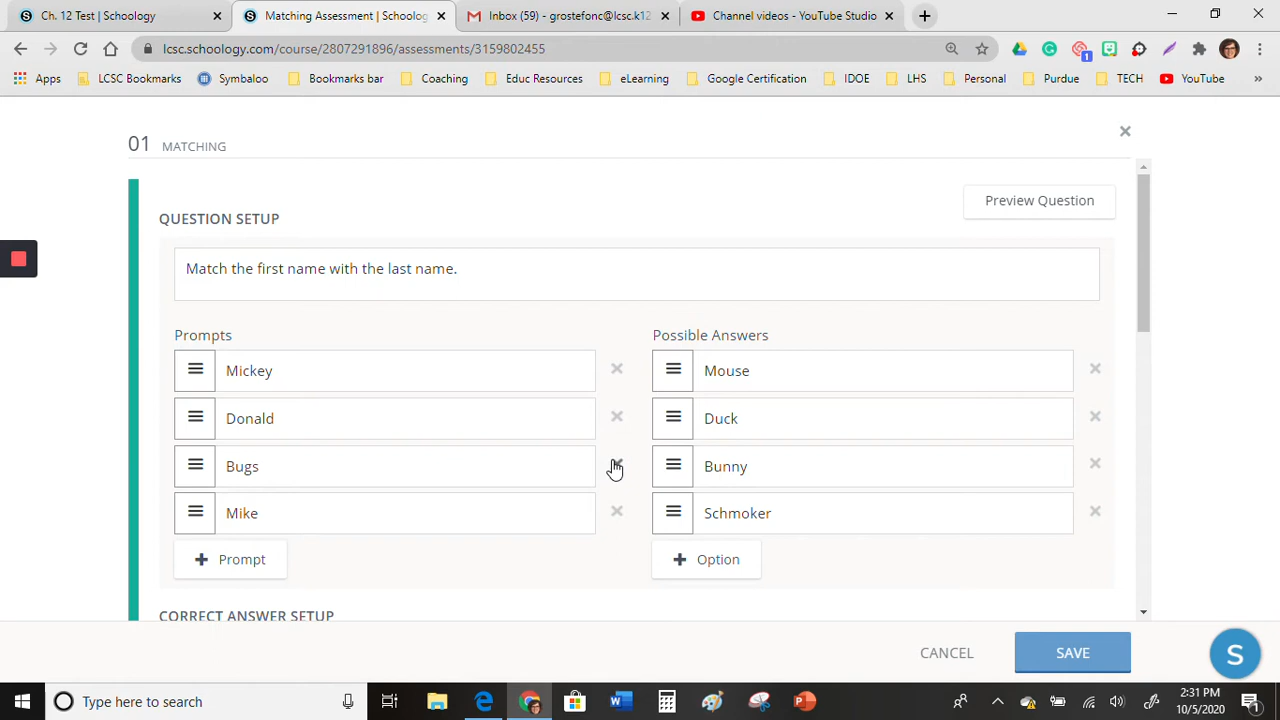 Ch. 12 Test | Schoology
Matching Assessment | Schoolog
Inbox (59) - grostefonc@lcsc.k12
Channel videos - YouTube Studio
lcsc.schoology.com/course/2807291896/assessments/3159802455
1
Apps
LCSC Bookmarks
Symbaloo
Bookmarks bar
Coaching
Educ Resources
eLearning
Google Certification
IDOE
LHS
Personal
Purdue
TECH
YouTube
»
01 MATCHING
Preview Question
QUESTION SETUP
Match the first name with the last name.
Prompts
Possible Answers
Mickey
Mouse
Donald
Duck
Bugs
Bunny
Mike
Schmoker
+ Prompt
+ Option
CORRECT ANSWER SETUP
CANCEL
SAVE
S
Type here to search
2:31 PM
10/5/2020
1